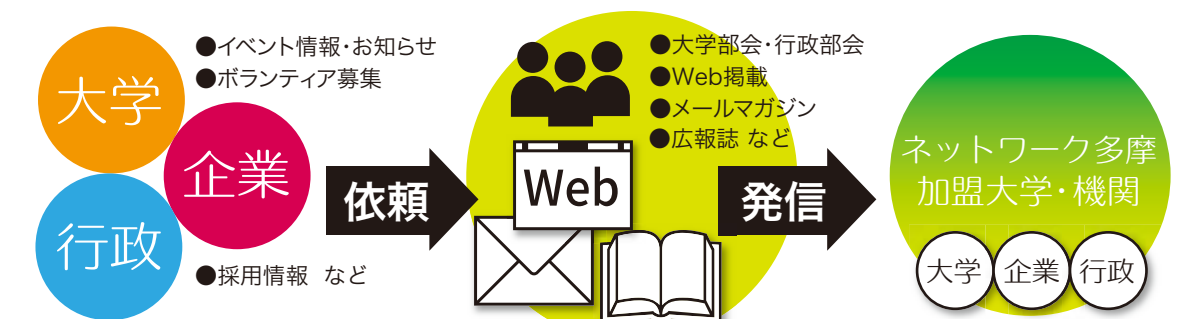 大学
企業
行政
●イベント情報・お知らせ
●ボランティア募集
●採用情報 など
依頼
Web
●大学部会・行政部会
●Web掲載
●メールマガジン
●広報誌 など
発信
ネットワーク多摩
加盟大学・機関
大学
企業
行政